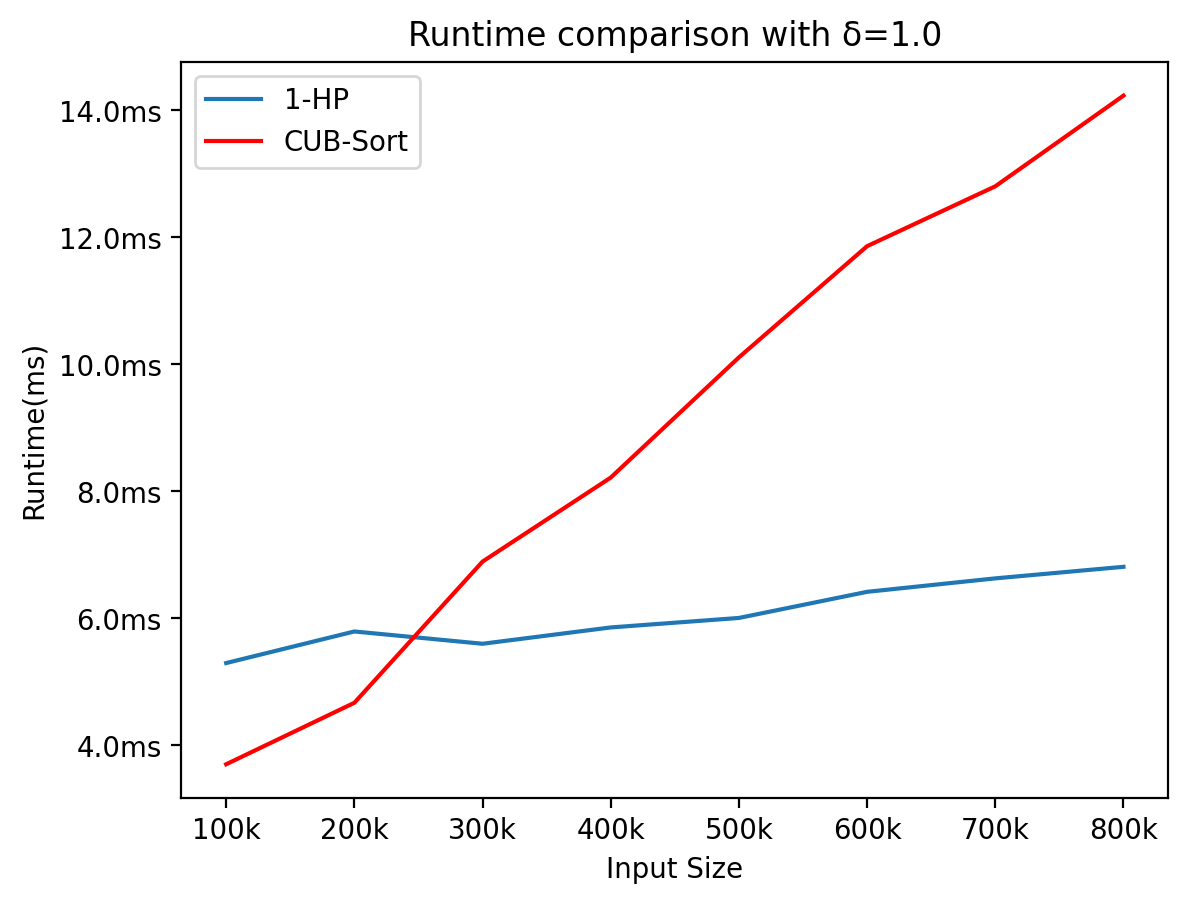 Runtime comparison with δ=1.0
1-HP
CUB-Sort
14.0ms
12.0ms
10.0ms
8.0ms
6.0ms
4.0ms
Runtime(ms)
100k 200k 300k 400k 500k 600k 700k 800k
Input Size